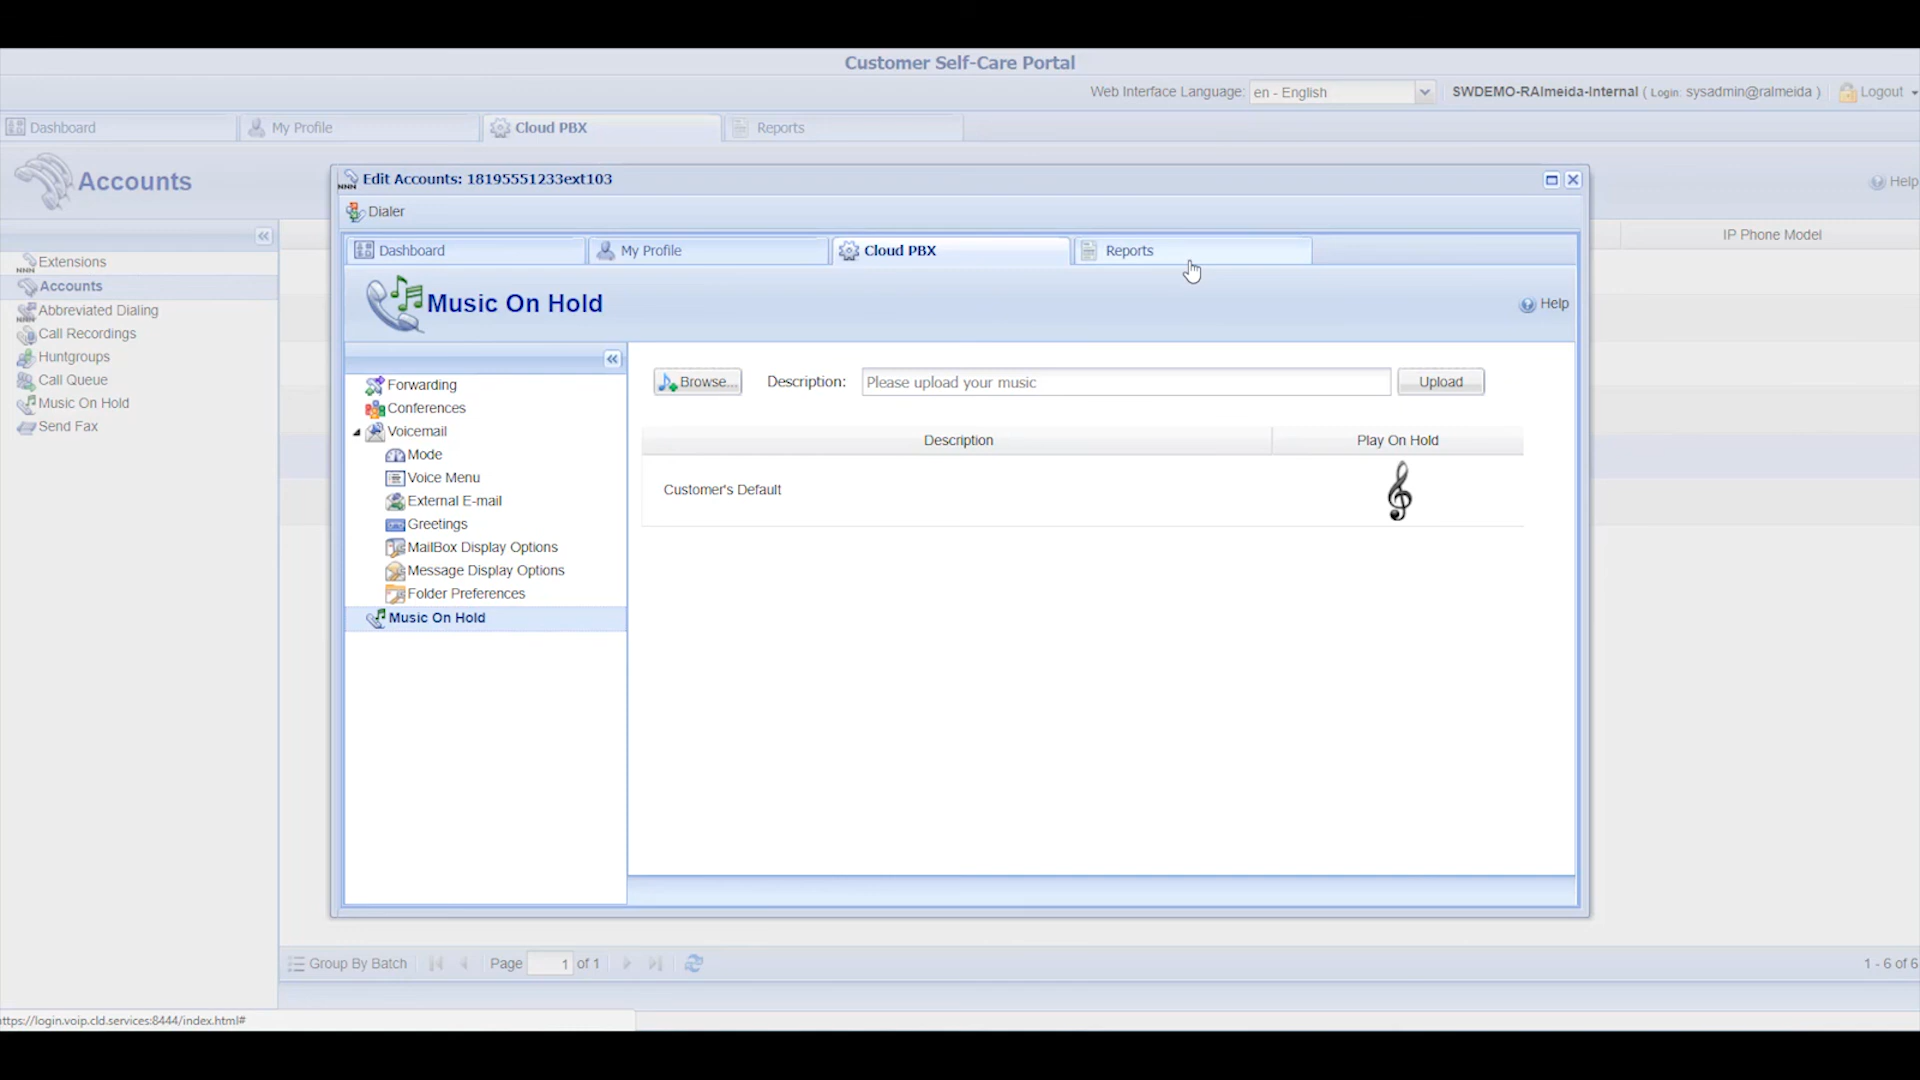 Customer Self-Care Portal
Web Interface Language: en - English SWDEMO-RAlmeida-Internal ( Login: sysadmin@ralmeida ) Logout
Dashboard My Profile Cloud PBX Reports
Accounts
Help
Edit Accounts: 18195551233ext103
Dialer
Dashboard My Profile Cloud PBX Reports
Music On Hold
Help
IP Phone Model
Extensions
Accounts
Abbreviated Dialing
Call Recordings
Huntgroups
Call Queue
Music On Hold
Send Fax
Forwarding
Conferences
Voicemail
Mode
Voice Menu
External E-mail
Greetings
MailBox Display Options
Message Display Options
Folder Preferences
Music On Hold
Browse... Description: Please upload your music Upload
Description Play On Hold
Customer's Default
Group By Batch Page 1 of 1
1 - 6 of 6
ttps://login.voip.cld.services:8444/index.html#